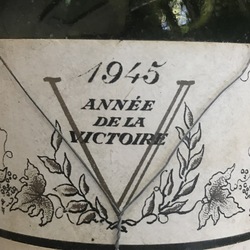 1945
ANNÉE
DE LA
VICTOIRE
V